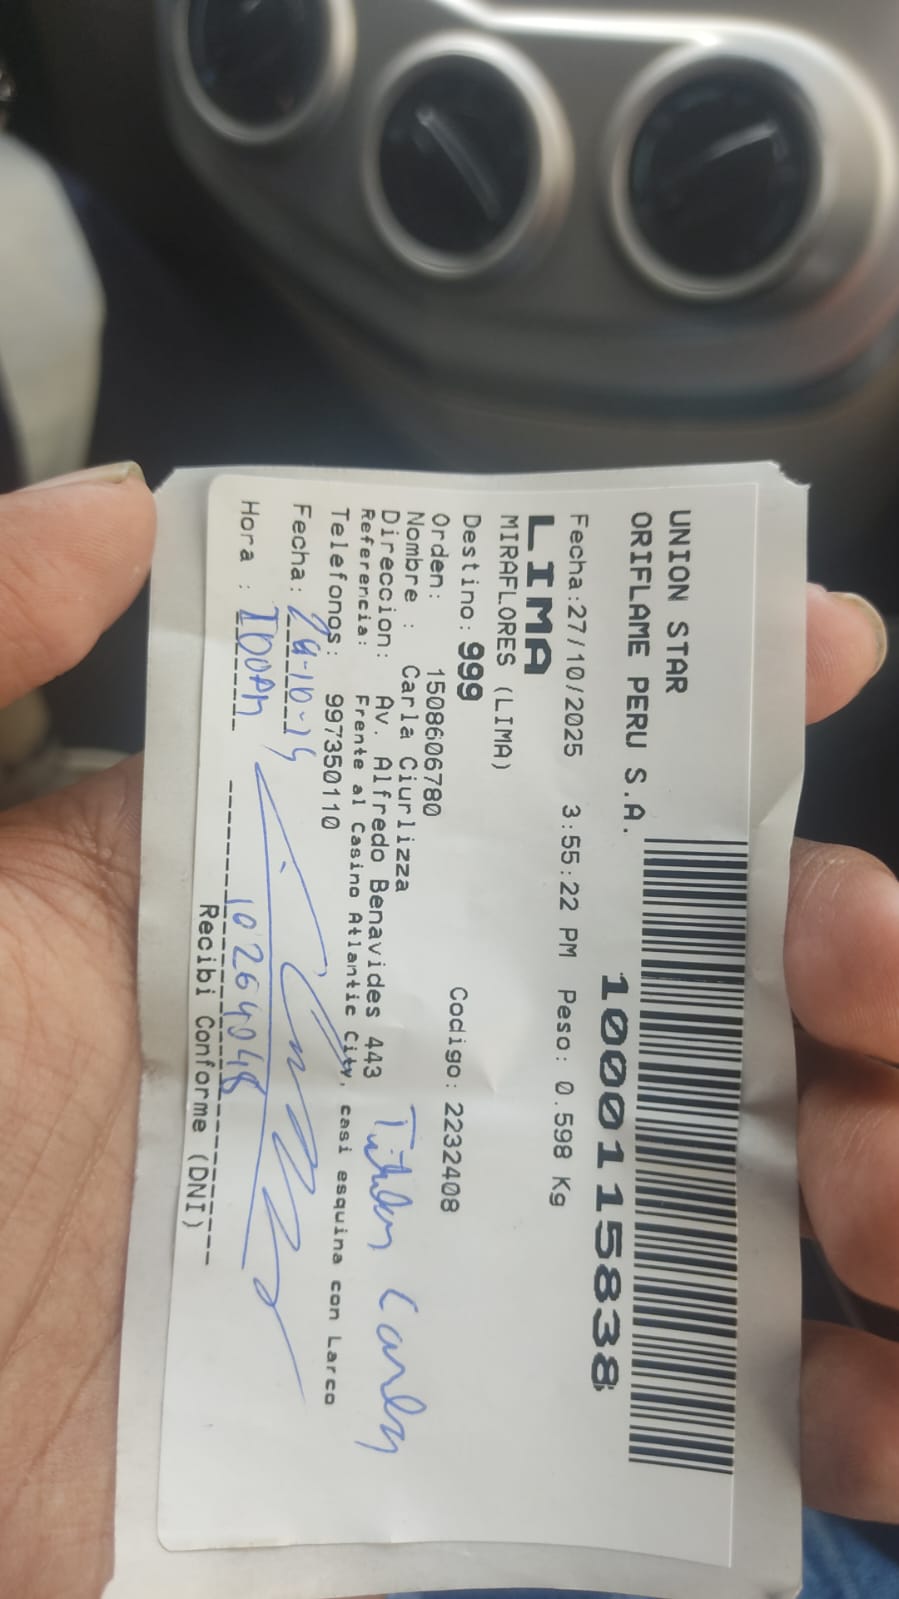 UNION STAR
ORIFLAME PERU S.A.
10001158388
Fecha:27/10/2025 3:55:22 PM Peso: 0.598 Kg
LIMA
MIRAFLORES (LIMA)
Destino: 999
Orden: 1508606780 Codigo: 2232408
Nombre : Carla Ciurlizza
Direccion: Av. Alfredo Benavides 443
Referencia: Frente al Casino Atlantic City, casi esquina con Larco
Telefonos: 997350110
Fecha:
Hora :
10264048
Recibi Conforme (DNI)